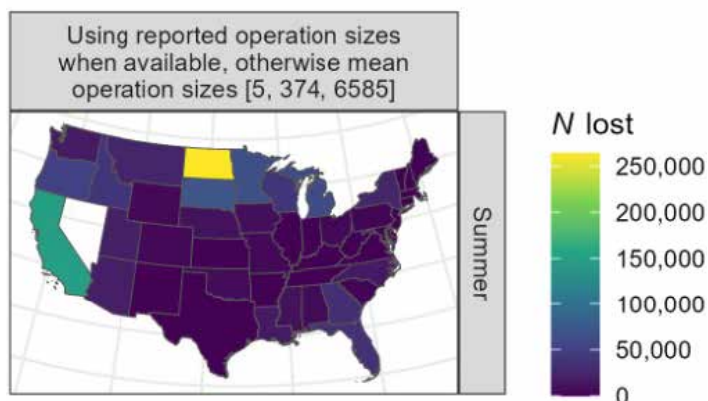 Using reported operation sizes
when available, otherwise mean
operation sizes [5, 374, 6585]
Summer
N lost
250,000
200,000
150,000
100,000
50,000
0